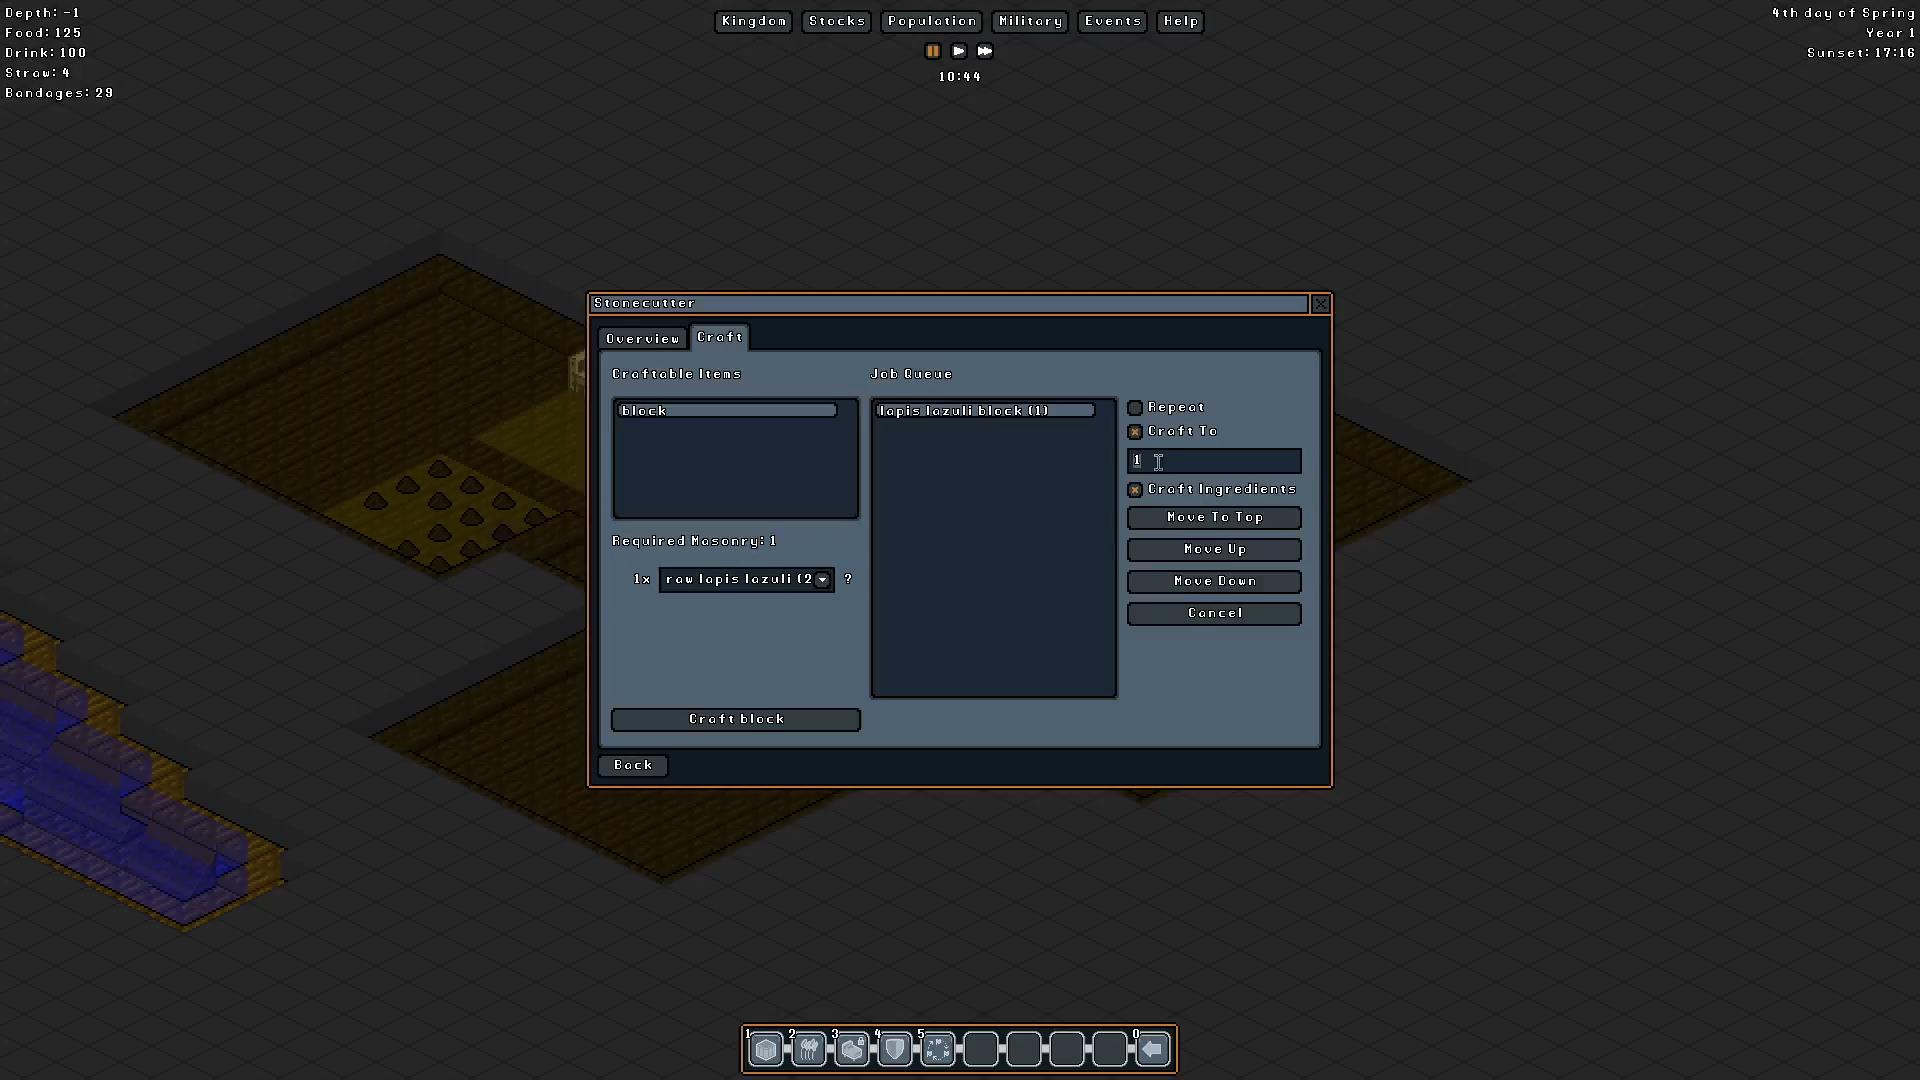 Depth: -1
Food: 125
Drink: 100
Straw: 4
Bandages: 29
Kingdom
Stocks
Population
Military
Events
Help
10:44
4th day of Spring
Year 1
Sunset: 17:16
Stonecutter
Overview
Craft
Craftable Items
block
Required Masonry: 1
1x
raw lapis lazuli (2
?
Craft block
Job Queue
lapis lazuli block (1)
Repeat
Craft To
1
Craft Ingredients
Move To Top
Move Up
Move Down
Cancel
Back
1
2
3
4
5
0